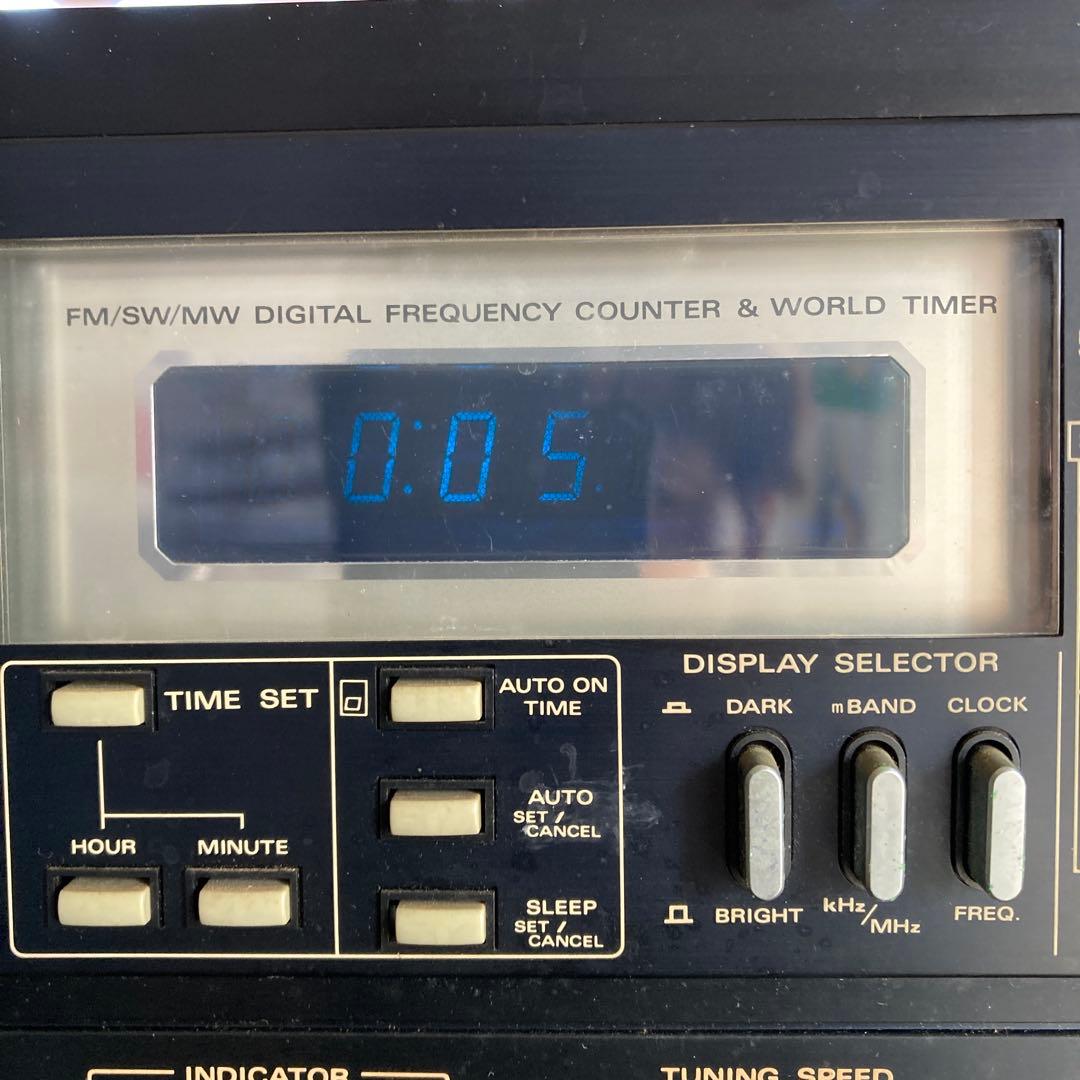 FM/SW/MW DIGITAL FREQUENCY COUNTER & WORLD TIMER
0:05
TIME SET
HOUR
MINUTE
AUTO ON
TIME
AUTO
SET/
CANCEL
SLEEP
SET/
CANCEL
DISPLAY SELECTOR
DARK
mBAND
CLOCK
BRIGHT
kHz/
MHz
FREQ.
INDICATOR
TUNING SPEED